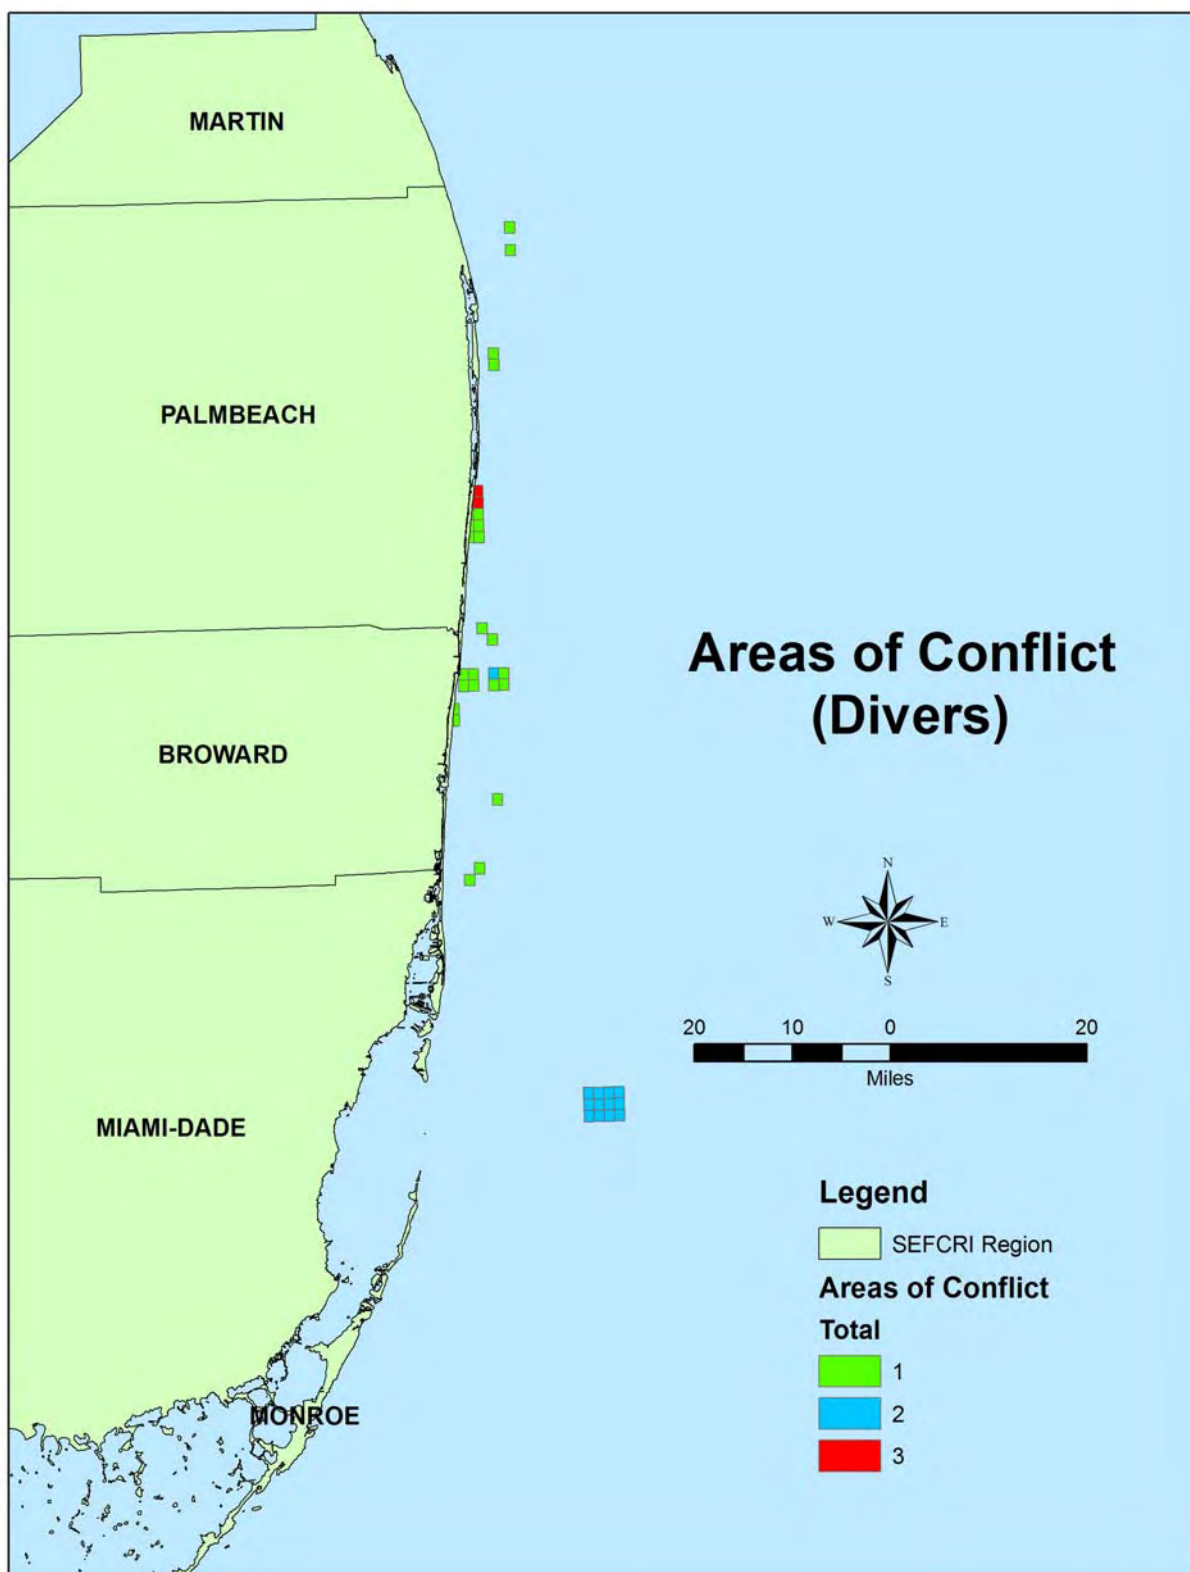 MARTIN
PALMBEACH
Areas of Conflict
(Divers)
BROWARD
N
W E
S
20 10 0 20
Miles
MIAMI-DADE
Legend
SEFCRI Region
Areas of Conflict
Total
1
2
3
MONROE